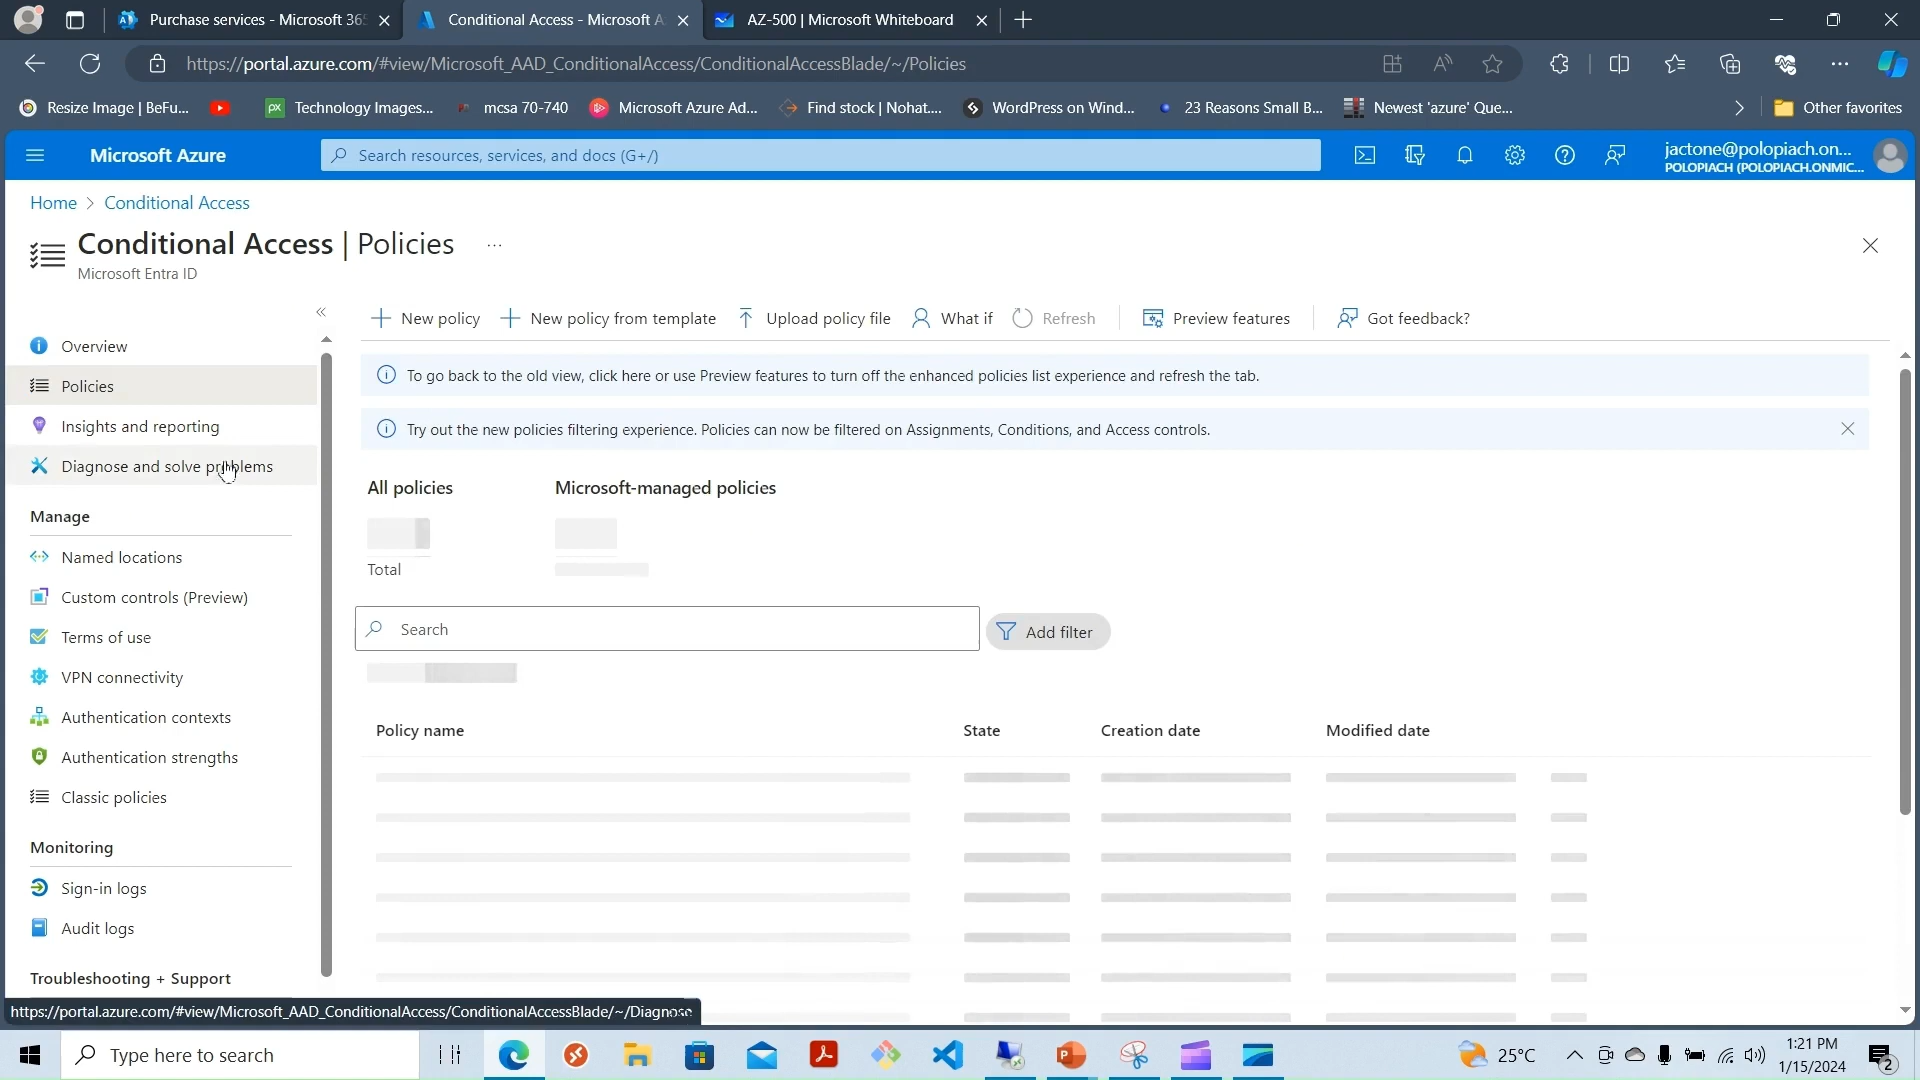 Purchase services - Microsoft 365
Conditional Access - Microsoft A
AZ-500 | Microsoft Whiteboard
https://portal.azure.com/#view/Microsoft_AAD_ConditionalAccess/ConditionalAccessBlade/~/Policies
Resize Image | BeFu...
Technology Images...
mcsa 70-740
Microsoft Azure Ad...
Find stock | Nohat....
WordPress on Wind...
23 Reasons Small B...
Newest 'azure' Que...
Other favorites
Microsoft Azure
Search resources, services, and docs (G+/)
jactone@polopiach.on...
POLOPIACH (POLOPIACH.ONMIC...
Home > Conditional Access
Conditional Access | Policies ...
Microsoft Entra ID
Overview
Policies
Insights and reporting
Diagnose and solve problems
Manage
Named locations
Custom controls (Preview)
Terms of use
VPN connectivity
Authentication contexts
Authentication strengths
Classic policies
Monitoring
Sign-in logs
Audit logs
Troubleshooting + Support
New policy
New policy from template
Upload policy file
What if
Refresh
Preview features
Got feedback?
To go back to the old view, click here or use Preview features to turn off the enhanced policies list experience and refresh the tab.
Try out the new policies filtering experience. Policies can now be filtered on Assignments, Conditions, and Access controls.
All policies
Microsoft-managed policies
Total
Search
Add filter
Policy name
State
Creation date
Modified date
https://portal.azure.com/#view/Microsoft_AAD_ConditionalAccess/ConditionalAccessBlade/~/Diagnose
Type here to search
25°C
1:21 PM
1/15/2024
2